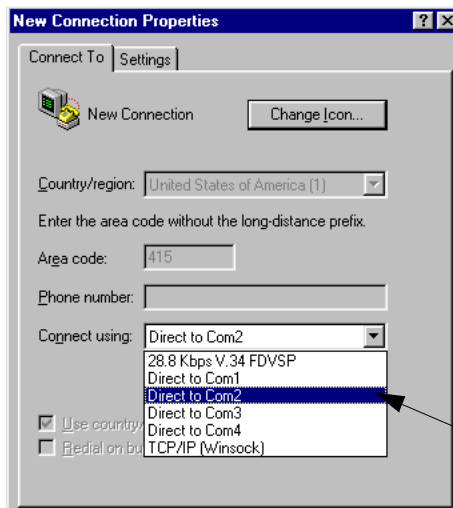 New Connection Properties
Connect To
Settings
New Connection
Change Icon...
Country/region: United States of America (1)
Enter the area code without the long-distance prefix.
Area code: 415
Phone number:
Connect using: Direct to Com2
28.8 Kbps V.34 FDVSP
Direct to Com1
Direct to Com2
Direct to Com3
Direct to Com4
TCP/IP (Winsock)
Use country/
Redial on bu